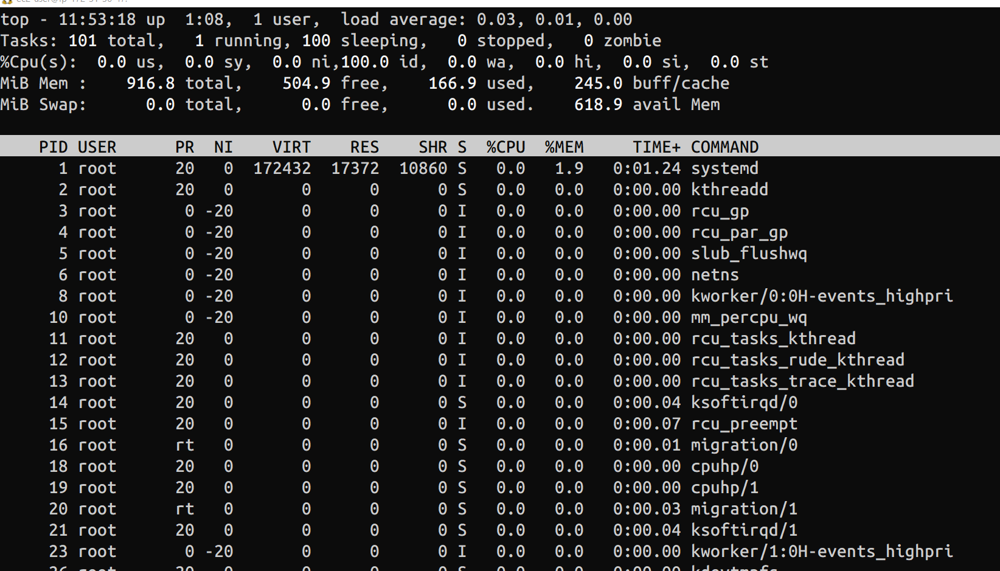 top - 11:53:18 up  1:08,  1 user,  load average: 0.03, 0.01, 0.00
Tasks: 101 total,   1 running, 100 sleeping,   0 stopped,   0 zombie
%Cpu(s):  0.0 us,  0.0 sy,  0.0 ni,100.0 id,  0.0 wa,  0.0 hi,  0.0 si,  0.0 st
MiB Mem :    916.8 total,    504.9 free,    166.9 used,    245.0 buff/cache
MiB Swap:      0.0 total,      0.0 free,      0.0 used.    618.9 avail Mem
PID USER      PR  NI    VIRT    RES    SHR S  %CPU  %MEM     TIME+ COMMAND
1 root      20   0  172432  17372  10860 S   0.0   1.9   0:01.24 systemd
2 root      20   0       0      0      0 S   0.0   0.0   0:00.00 kthreadd
3 root       0 -20       0      0      0 I   0.0   0.0   0:00.00 rcu_gp
4 root       0 -20       0      0      0 I   0.0   0.0   0:00.00 rcu_par_gp
5 root       0 -20       0      0      0 I   0.0   0.0   0:00.00 slub_flushwq
6 root       0 -20       0      0      0 I   0.0   0.0   0:00.00 netns
8 root       0 -20       0      0      0 I   0.0   0.0   0:00.00 kworker/0:0H-events_highpri
10 root       0 -20       0      0      0 I   0.0   0.0   0:00.00 mm_percpu_wq
11 root      20   0       0      0      0 I   0.0   0.0   0:00.00 rcu_tasks_kthread
12 root      20   0       0      0      0 I   0.0   0.0   0:00.00 rcu_tasks_rude_kthread
13 root      20   0       0      0      0 I   0.0   0.0   0:00.00 rcu_tasks_trace_kthread
14 root      20   0       0      0      0 S   0.0   0.0   0:00.04 ksoftirqd/0
15 root      20   0       0      0      0 I   0.0   0.0   0:00.07 rcu_preempt
16 root      rt   0       0      0      0 S   0.0   0.0   0:00.01 migration/0
18 root      20   0       0      0      0 S   0.0   0.0   0:00.00 cpuhp/0
19 root      20   0       0      0      0 S   0.0   0.0   0:00.00 cpuhp/1
20 root      rt   0       0      0      0 S   0.0   0.0   0:00.03 migration/1
21 root      20   0       0      0      0 S   0.0   0.0   0:00.04 ksoftirqd/1
23 root       0 -20       0      0      0 I   0.0   0.0   0:00.00 kworker/1:0H-events_highpri